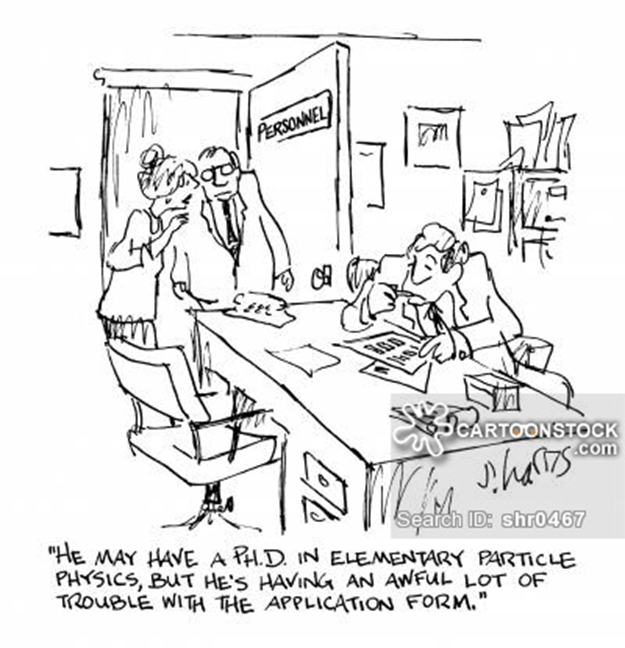 PERSONNEL
CARTOONSTOCK
.com
S. Harris
Search ID: shr0467
"HE MAY HAVE A PH.D. IN ELEMENTARY PARTICLE
PHYSICS, BUT HE'S HAVING AN AWFUL LOT OF
TROUBLE WITH THE APPLICATION FORM."